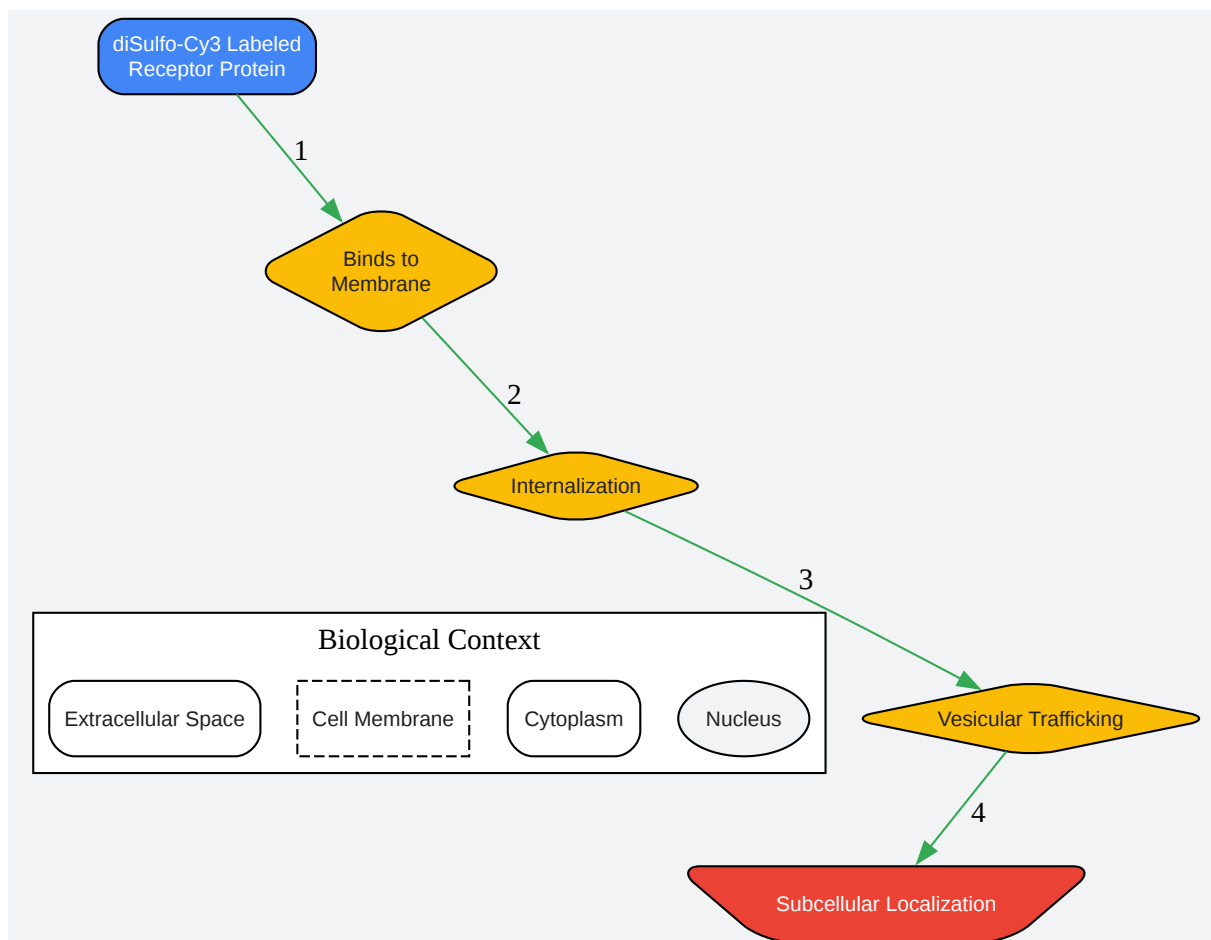 diSulfo-Cy3 Labeled
Receptor Protein
1
Binds to
Membrane
2
Internalization
3
Biological Context
Extracellular Space
Cell Membrane
Cytoplasm
Nucleus
Vesicular Trafficking
4
Subcellular Localization